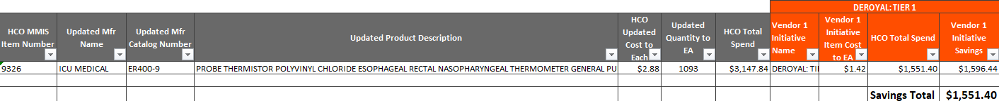 DEROYAL: TIER 1
HCO MMIS Item Number Updated Mfr Name Updated Mfr Catalog Number Updated Product Description HCO Updated Cost to Each Updated Quantity to EA HCO Total Spend Vendor 1 Initiative Name Vendor 1 Initiative Item Cost to EA HCO Total Spend Vendor 1 Initiative Savings
9326 ICU MEDICAL ER400-9 PROBE THERMISTOR POLYVINYL CHLORIDE ESOPHAGEAL RECTAL NASOPHARYNGEAL THERMOMETER GENERAL PU $2.88 1093 $3,147.84 DEROYAL: TI $1.42 $1,551.40 $1,596.44
Savings Total $1,551.40